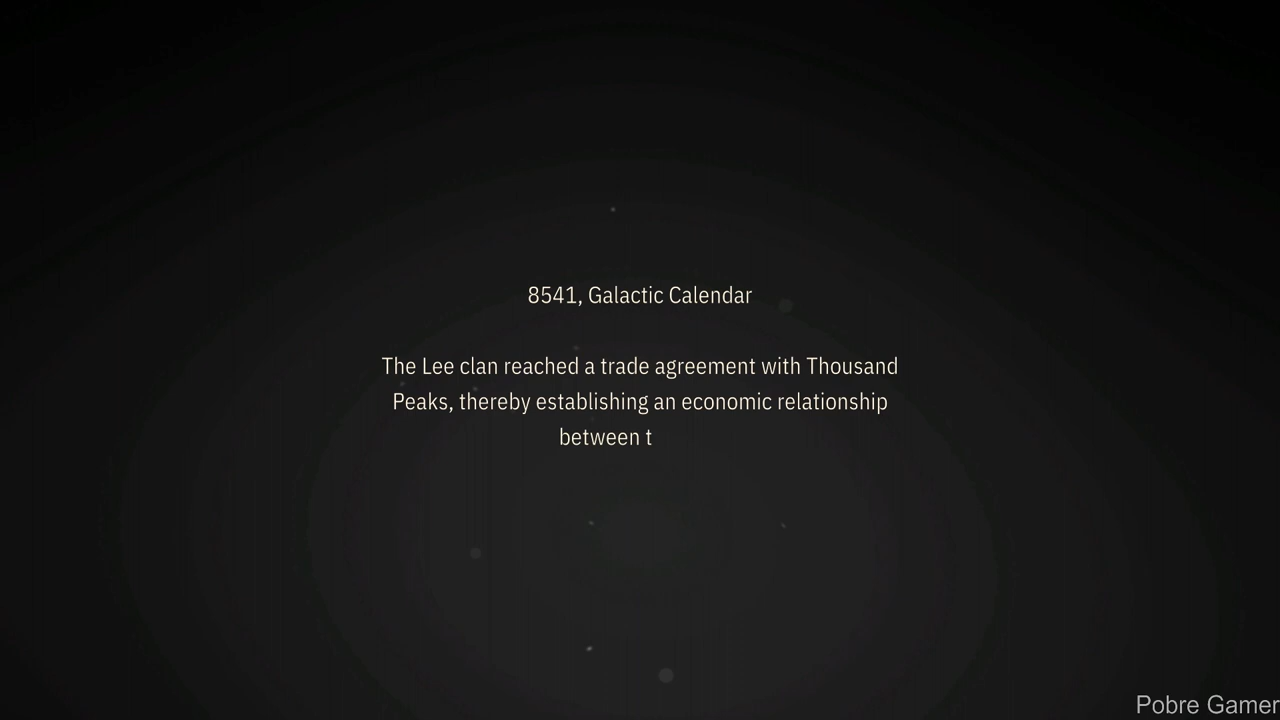 8541, Galactic Calendar
The Lee clan reached a trade agreement with Thousand
Peaks, thereby establishing an economic relationship
between t
Pobre Gamer